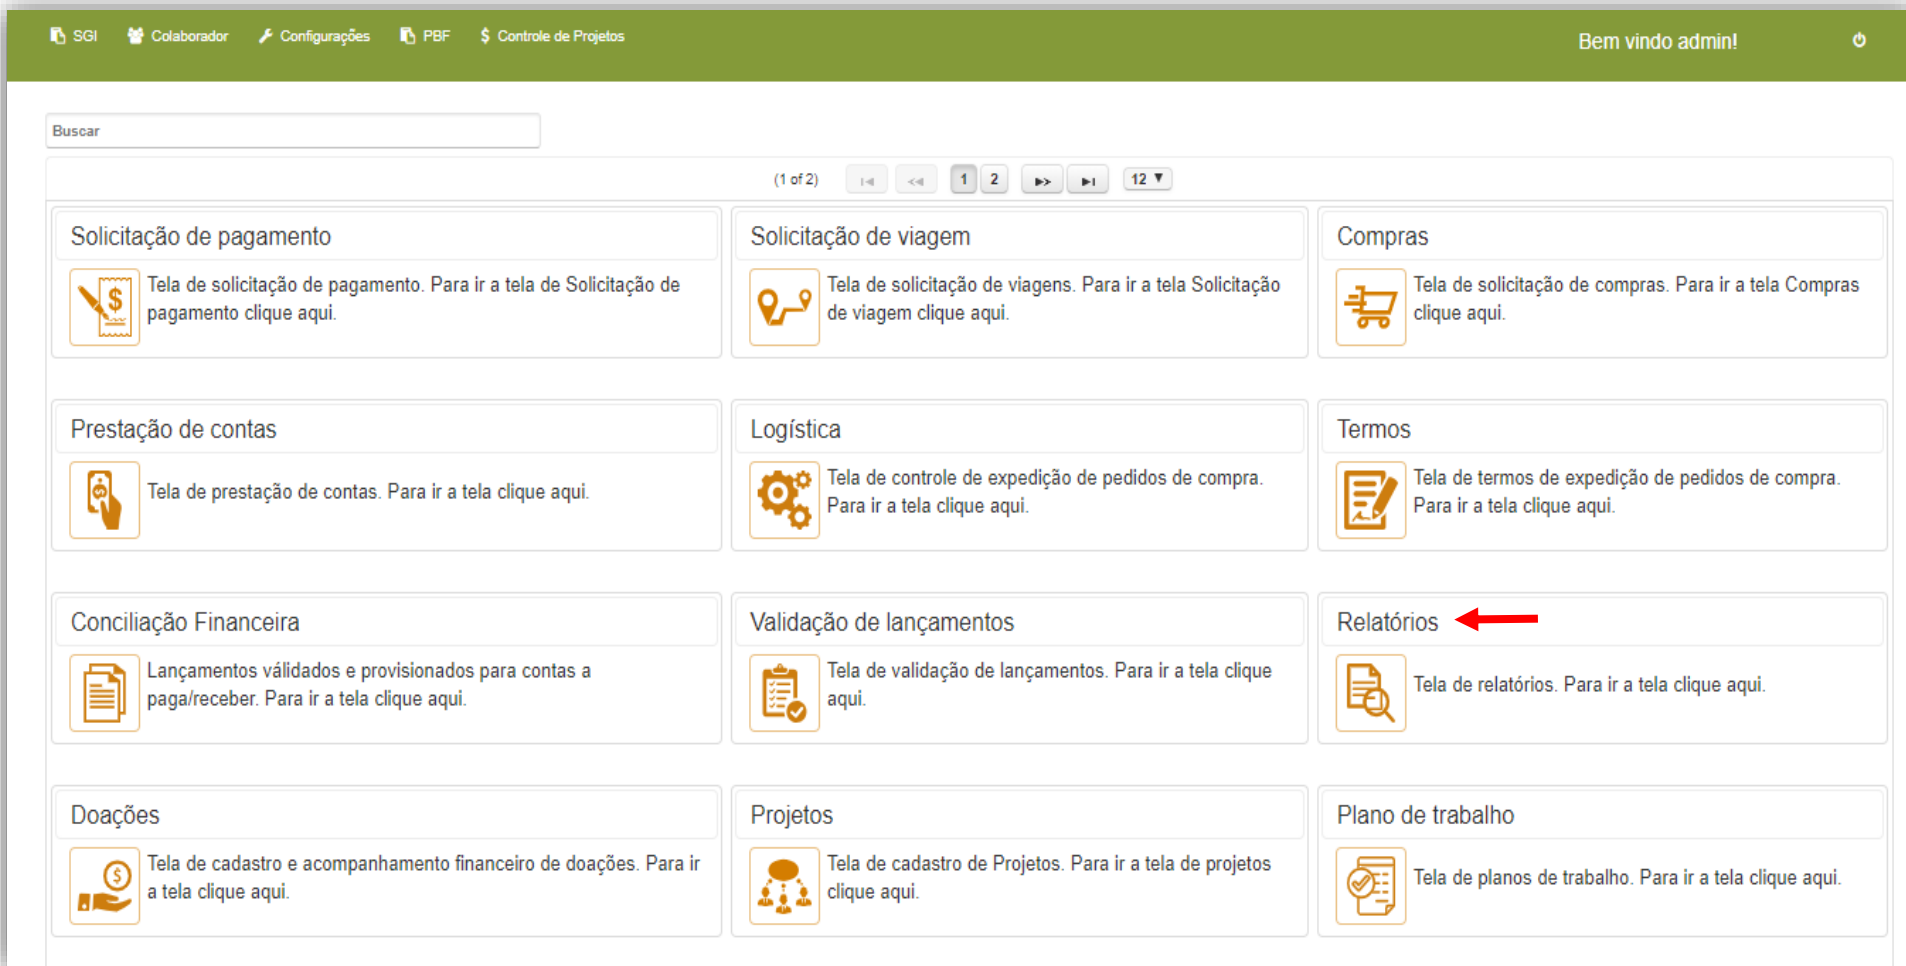 SGI Colaborador Configurações PBF $ Controle de Projetos Bem vindo admin!
Buscar
(1 of 2) 1 2 12
Solicitação de pagamento
Tela de solicitação de pagamento. Para ir a tela de Solicitação de
pagamento clique aqui.
Solicitação de viagem
Tela de solicitação de viagens. Para ir a tela Solicitação
de viagem clique aqui.
Compras
Tela de solicitação de compras. Para ir a tela Compras
clique aqui.
Prestação de contas
Tela de prestação de contas. Para ir a tela clique aqui.
Logística
Tela de controle de expedição de pedidos de compra.
Para ir a tela clique aqui.
Termos
Tela de termos de expedição de pedidos de compra.
Para ir a tela clique aqui.
Conciliação Financeira
Lançamentos válidados e provisionados para contas a
paga/receber. Para ir a tela clique aqui.
Validação de lançamentos
Tela de validação de lançamentos. Para ir a tela clique
aqui.
Relatórios
Tela de relatórios. Para ir a tela clique aqui.
Doações
Tela de cadastro e acompanhamento financeiro de doações. Para ir
a tela clique aqui.
Projetos
Tela de cadastro de Projetos. Para ir a tela de projetos
clique aqui.
Plano de trabalho
Tela de planos de trabalho. Para ir a tela clique aqui.